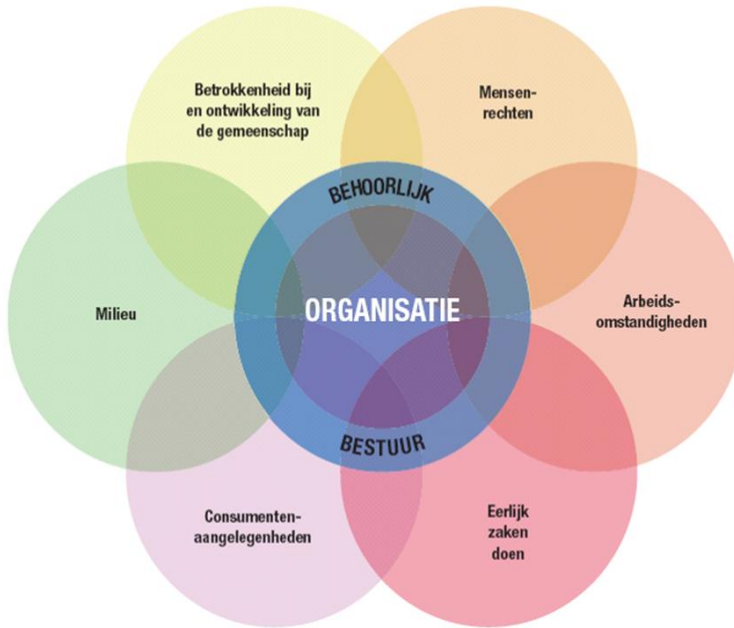 Betrokkenheid bij
en ontwikkeling van
de gemeenschap
Mensen-
rechten
BEHOORLIJK
Milieu
ORGANISATIE
Arbeids-
omstandigheden
BESTUUR
Consumenten-
aangelegenheden
Eerlijk
zaken
doen